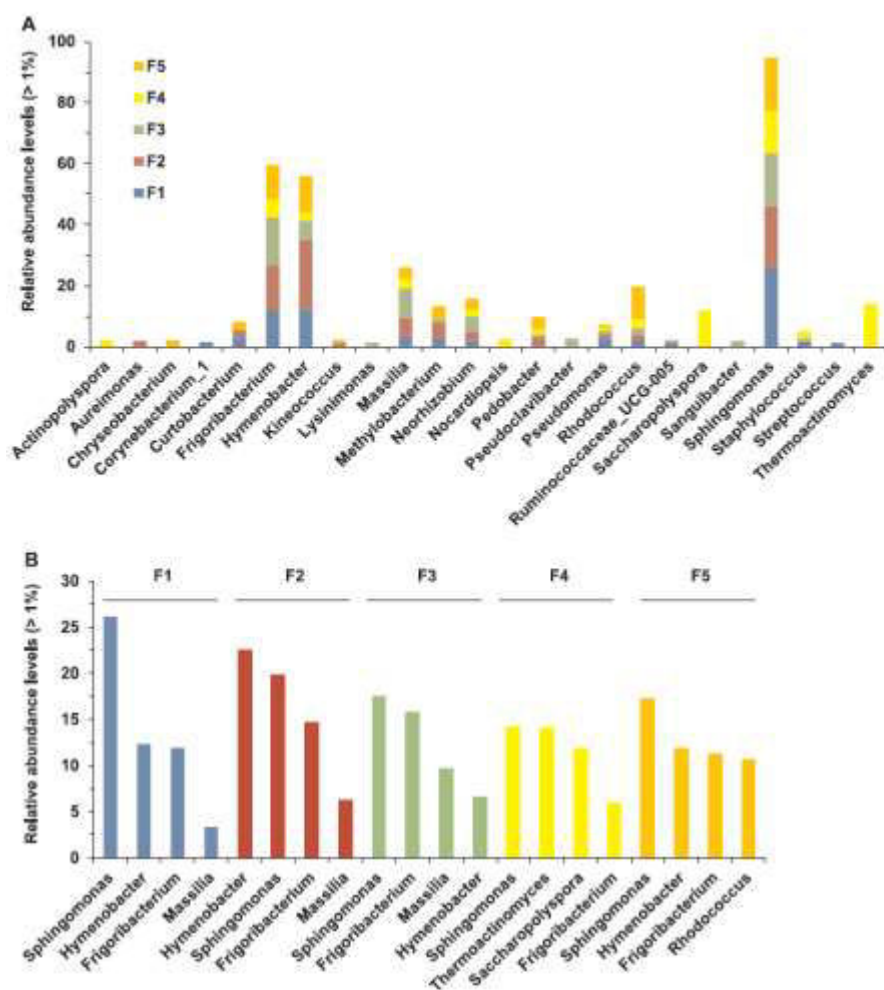 A
Relative abundance levels (> 1%)
100
80
60
40
20
0
F5
F4
F3
F2
F1
Actinopolyspora
Aureimonas
Chryseobacterium
Corynebacterium_1
Curtobacterium
Frigoribacterium
Hymenobacter
Kineococcus
Lysinimonas
Massilia
Methylobacterium
Neorhizobium
Nocardiopsis
Pedobacter
Pseudoclavibacter
Pseudomonas
Rhodococcus
Ruminococcaceae_UCG-005
Saccharopolyspora
Sanguibacter
Sphingomonas
Staphylococcus
Streptococcus
Thermoactinomyces
B
Relative abundance levels (> 1%)
30
25
20
15
10
5
0
F1 F2 F3 F4 F5
Sphingomonas
Hymenobacter
Frigoribacterium
Massilia
Hymenobacter
Sphingomonas
Frigoribacterium
Massilia
Sphingomonas
Frigoribacterium
Massilia
Hymenobacter
Sphingomonas
Thermoactinomyces
Saccharopolyspora
Frigoribacterium
Sphingomonas
Hymenobacter
Frigoribacterium
Rhodococcus